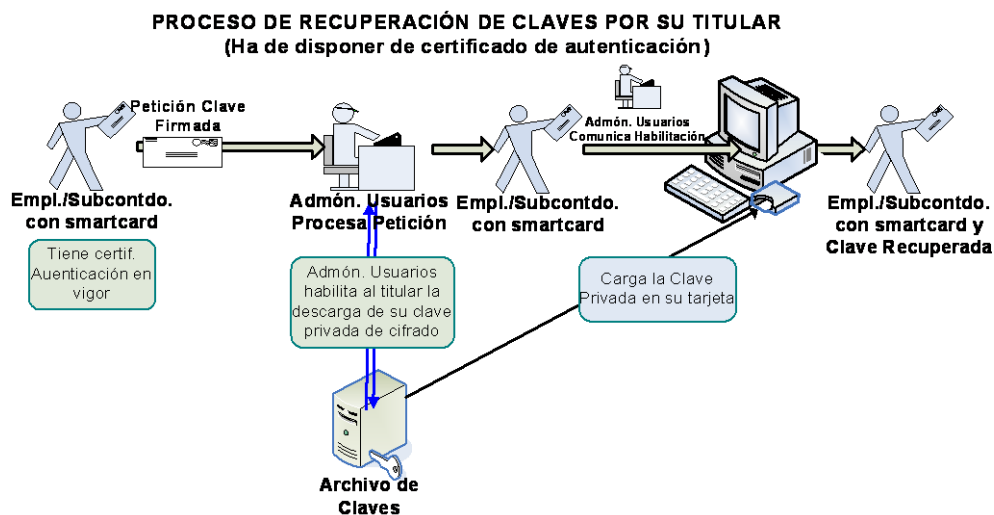 PROCESO DE RECUPERACIÓN DE CLAVES POR SU TITULAR
(Ha de disponer de certificado de autenticación)
Petición Clave
Firmada
Admón. Usuarios
Comunica Habilitación
Empl./Subcontdo.
con smartcard
Admón. Usuarios
Procesa Petición
Empl./Subcontdo.
con smartcard
Empl./Subcontdo.
con smartcard y
Clave Recuperada
Tiene certif.
Auenticación en
vigor
Admón. Usuarios
habilita al titular la
descarga de su clave
privada de cifrado
Carga la Clave
Privada en su tarjeta
Archivo de
Claves